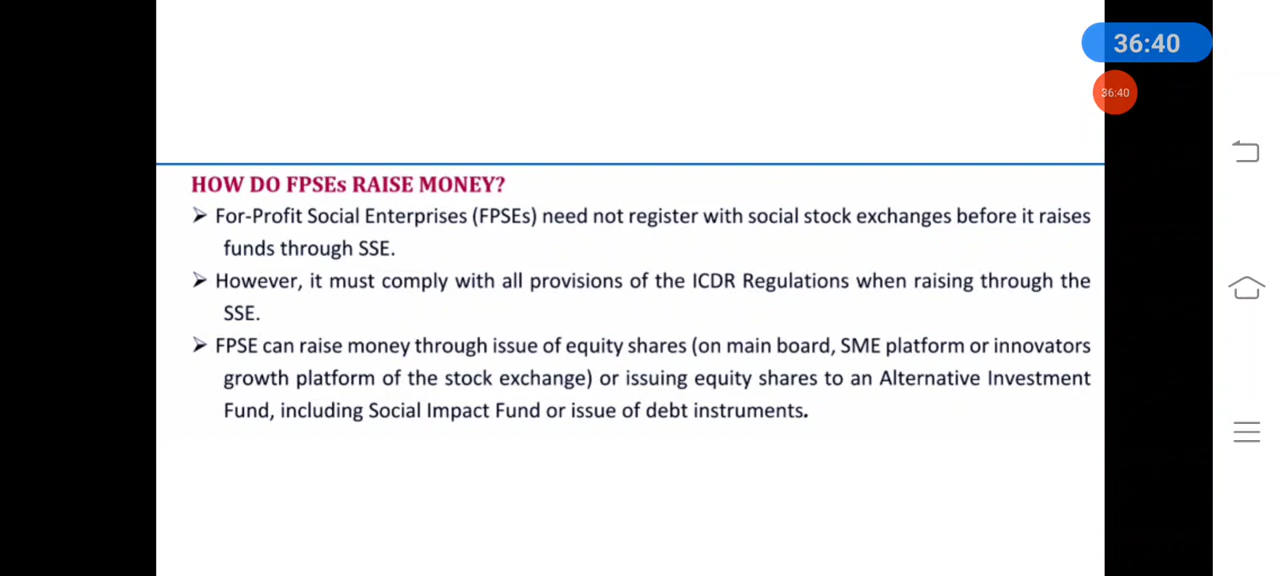 36:40
36:40
HOW DO FPSEs RAISE MONEY?
➤ For-Profit Social Enterprises (FPSEs) need not register with social stock exchanges before it raises
funds through SSE.
➤ However, it must comply with all provisions of the ICDR Regulations when raising through the
SSE.
➤ FPSE can raise money through issue of equity shares (on main board, SME platform or innovators
growth platform of the stock exchange) or issuing equity shares to an Alternative Investment
Fund, including Social Impact Fund or issue of debt instruments.